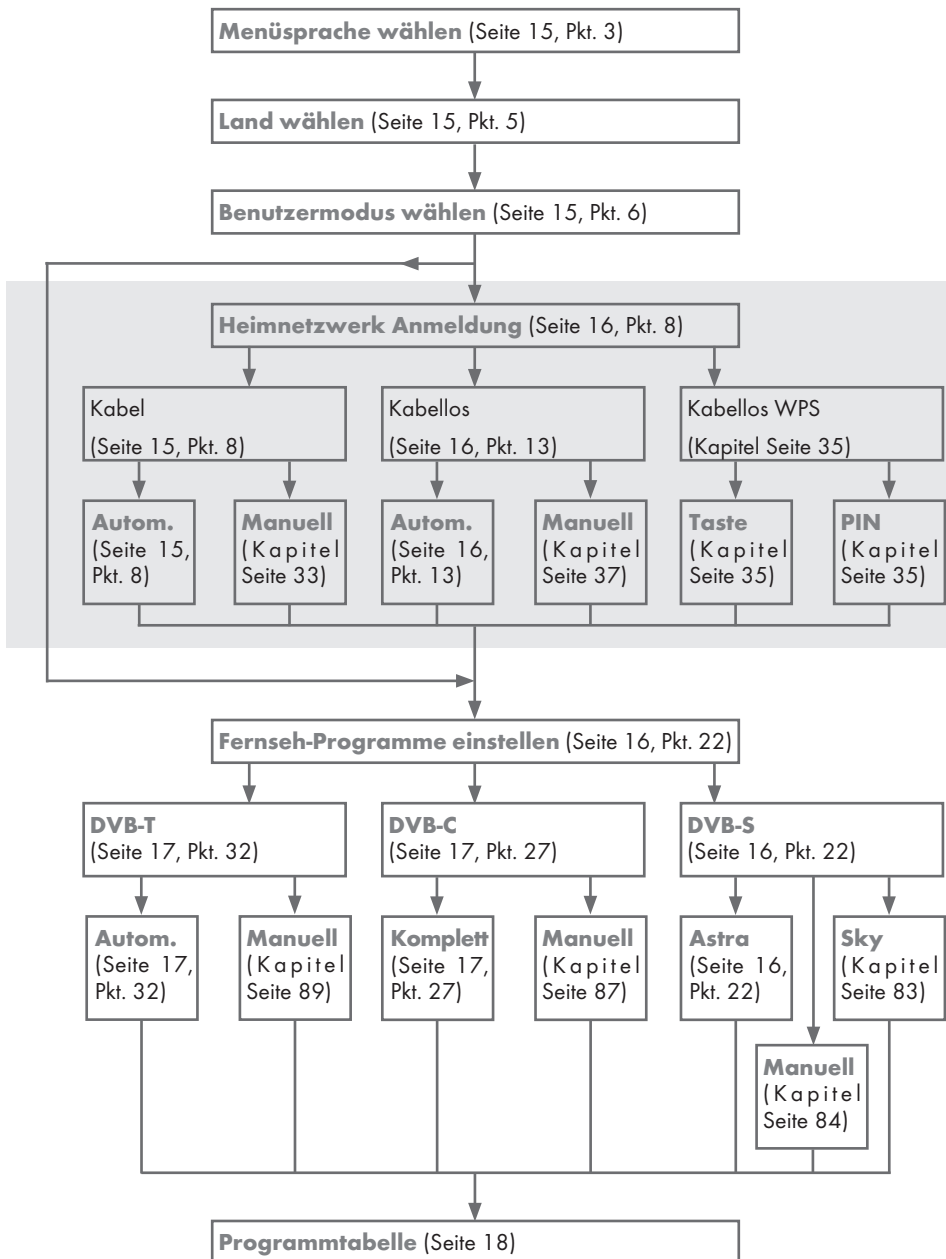 Menüsprache wählen (Seite 15, Pkt. 3)
Land wählen (Seite 15, Pkt. 5)
Benutzermodus wählen (Seite 15, Pkt. 6)
Heimnetzwerk Anmeldung (Seite 16, Pkt. 8)
Kabel
(Seite 15, Pkt. 8)
Kabellos
(Seite 16, Pkt. 13)
Kabellos WPS
(Kapitel Seite 35)
Autom.
(Seite 15,
Pkt. 8)
Manuell
(Kapitel
Seite 33)
Autom.
(Seite 16,
Pkt. 13)
Manuell
(Kapitel
Seite 37)
Taste
(Kapitel
Seite 35)
PIN
(Kapitel
Seite 35)
Fernseh-Programme einstellen (Seite 16, Pkt. 22)
DVB-T
(Seite 17, Pkt. 32)
DVB-C
(Seite 17, Pkt. 27)
DVB-S
(Seite 16, Pkt. 22)
Autom.
(Seite 17,
Pkt. 32)
Manuell
(Kapitel
Seite 89)
Komplett
(Seite 17,
Pkt. 27)
Manuell
(Kapitel
Seite 87)
Astra
(Seite 16,
Pkt. 22)
Sky
(Kapitel
Seite 83)
Manuell
(Kapitel
Seite 84)
Programmtabelle (Seite 18)